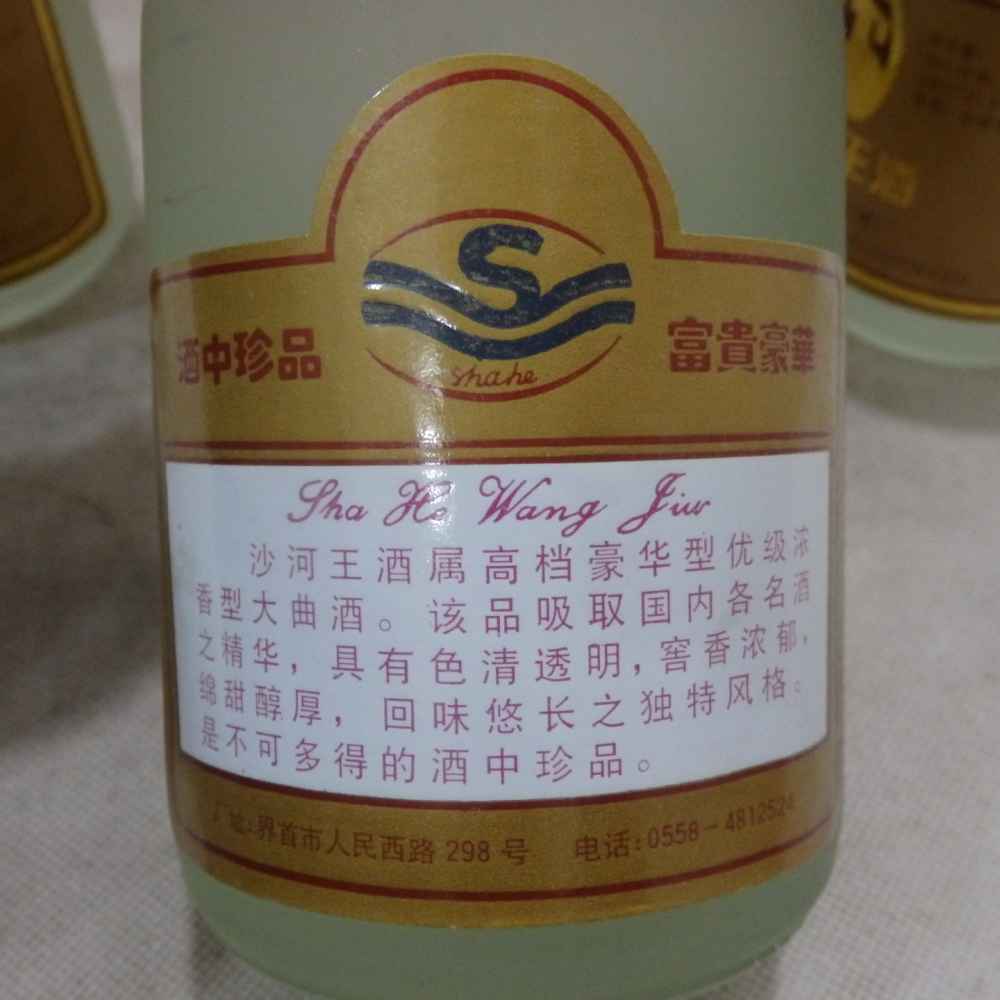 S
shahe
酒中珍品 富貴豪華
Sha He Wang Jiu
沙河王酒属高档豪华型优级浓
香型大曲酒。该品吸取国内各名酒
之精华，具有色清透明，窖香浓郁，
绵甜醇厚，回味悠长之独特风格。
是不可多得的酒中珍品。
厂址:界首市人民西路 298 号 电话:0558－4812524
王酒